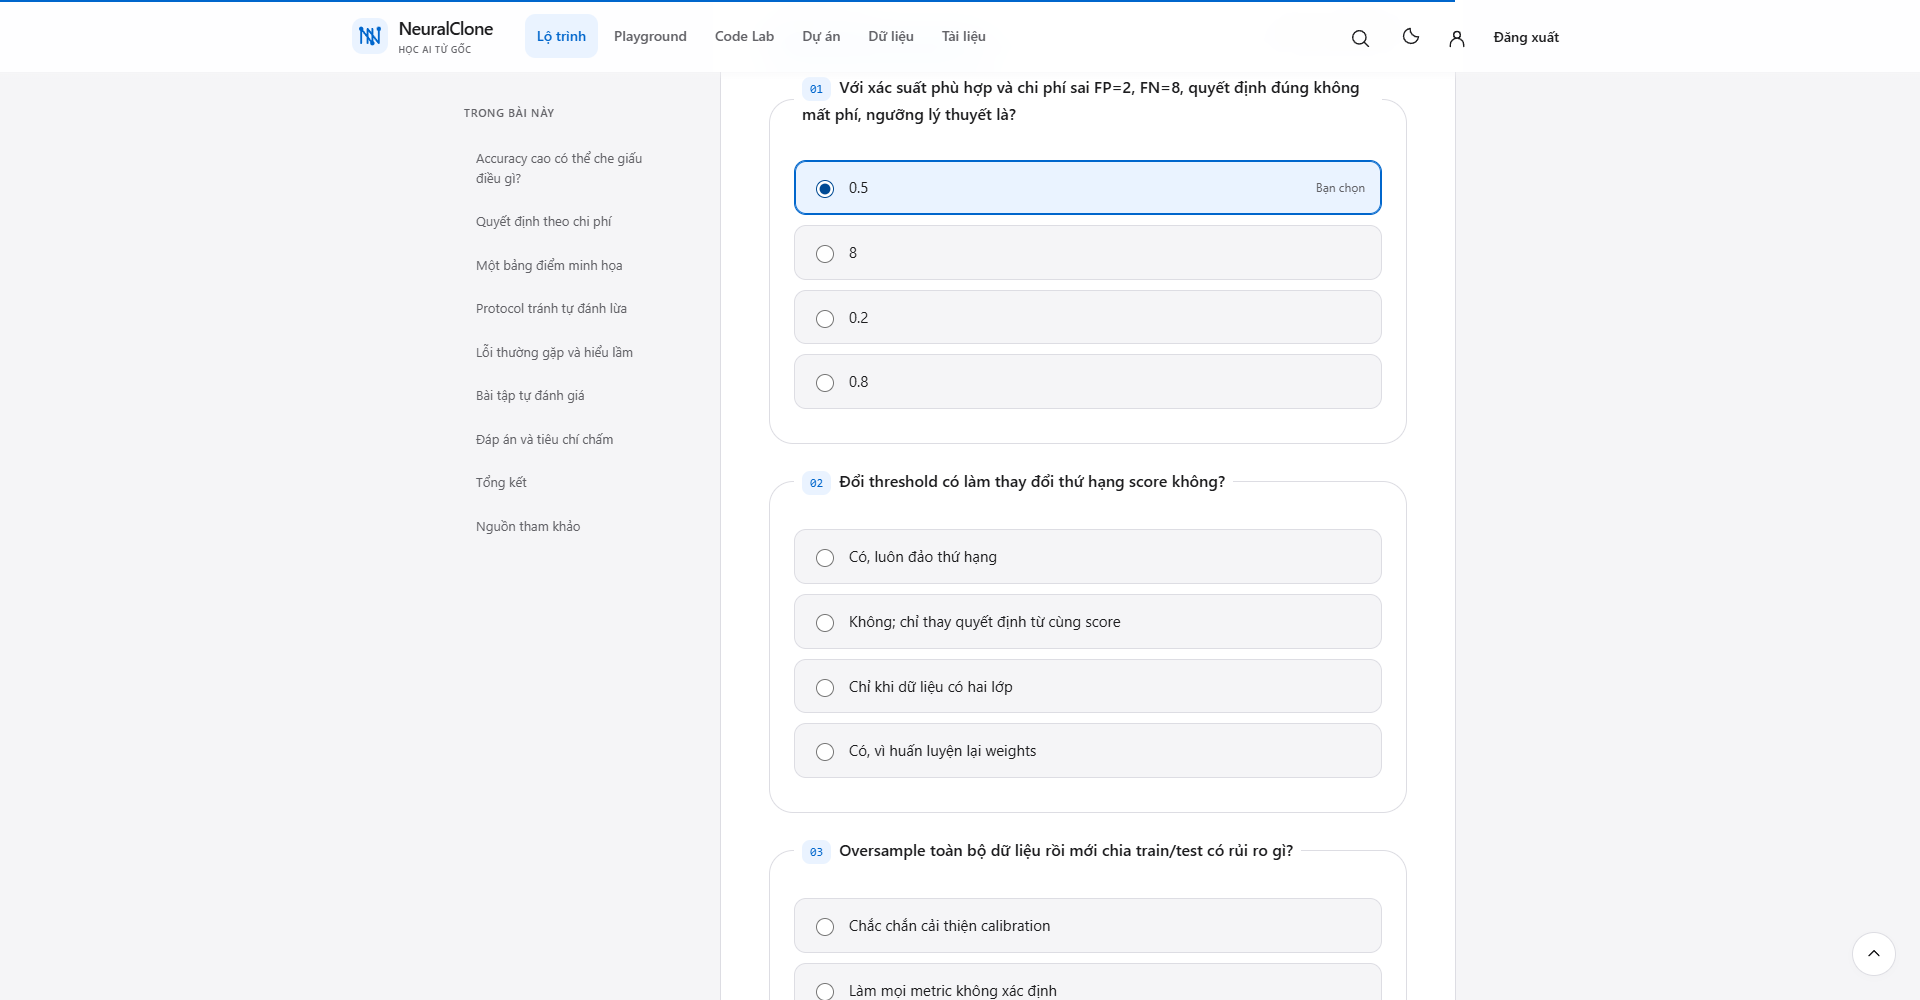 NeuralClone
HỌC AI TỪ GỐC
Lộ trình
Playground
Code Lab
Dự án
Dữ liệu
Tài liệu
Đăng xuất
TRONG BÀI NÀY
Accuracy cao có thể che giấu
điều gì?
Quyết định theo chi phí
Một bảng điểm minh họa
Protocol tránh tự đánh lừa
Lỗi thường gặp và hiểu lầm
Bài tập tự đánh giá
Đáp án và tiêu chí chấm
Tổng kết
Nguồn tham khảo
01 Với xác suất phù hợp và chi phí sai FP=2, FN=8, quyết định đúng không
mất phí, ngưỡng lý thuyết là?
0.5
Bạn chọn
8
0.2
0.8
02 Đổi threshold có làm thay đổi thứ hạng score không?
Có, luôn đảo thứ hạng
Không; chỉ thay quyết định từ cùng score
Chỉ khi dữ liệu có hai lớp
Có, vì huấn luyện lại weights
03 Oversample toàn bộ dữ liệu rồi mới chia train/test có rủi ro gì?
Chắc chắn cải thiện calibration
Làm mọi metric không xác định